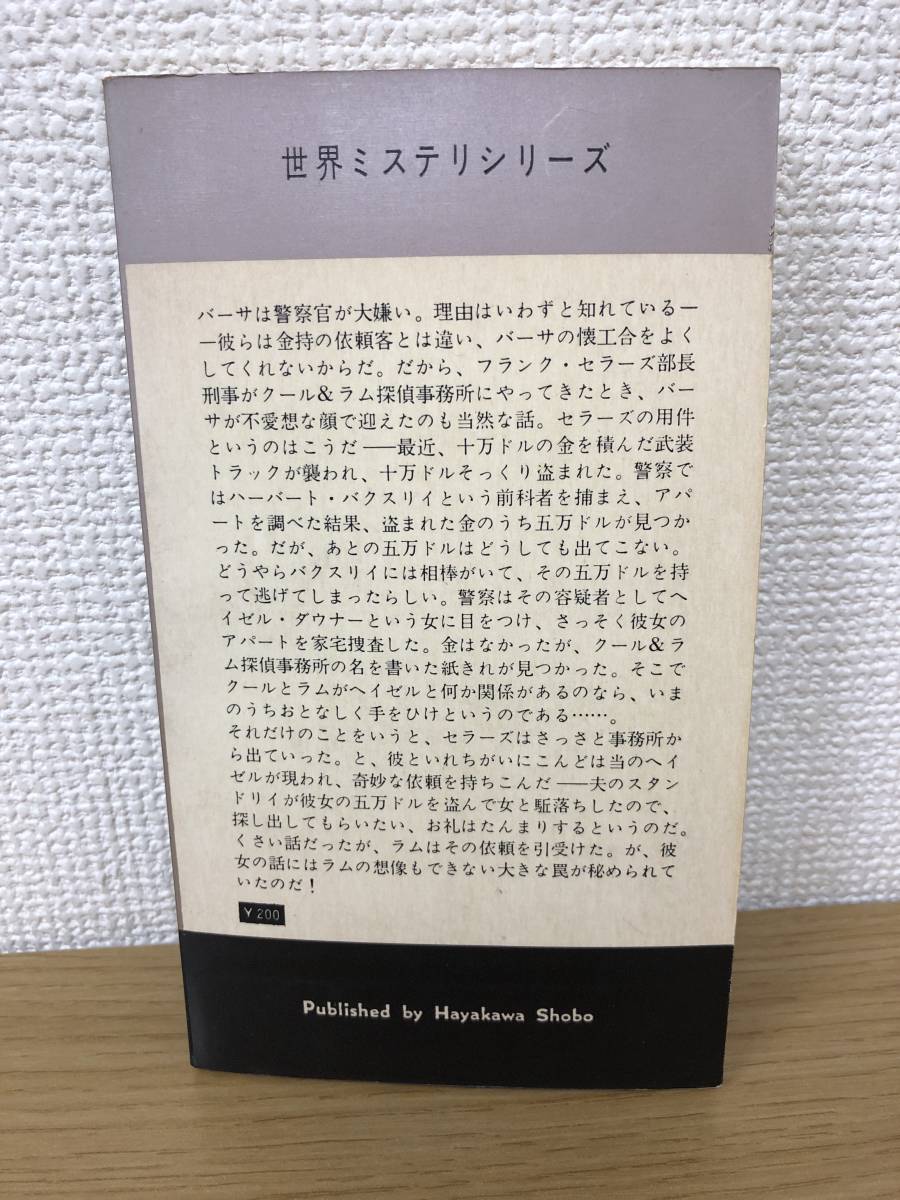 世界ミステリシリーズ
バーサは警察官が大嫌い。理由はいわずと知れている―
―彼らは金持の依頼客とは違い、バーサの懐工合をよく
してくれないからだ。だから、フランク・セラーズ部長
刑事がクール&ラム探偵事務所にやってきたとき、バー
サが不愛想な顔で迎えたのも当然な話。セラーズの用件
というのはこうだ――最近、十万ドルの金を積んだ武装
トラックが襲われ、十万ドルそっくり盗まれた。警察で
はハーバート・バクスリイという前科者を捕まえ、アパ
ートを調べた結果、盗まれた金のうち五万ドルが見つか
った。だが、あとの五万ドルはどうしても出てこない。
どうやらバクスリイには相棒がいて、その五万ドルを持
って逃げてしまったらしい。警察はその容疑者としてヘ
イゼル・ダウナーという女に目をつけ、さっそく彼女の
アパートを家宅捜査した。金はなかったが、クール&ラ
ム探偵事務所の名を書いた紙きれが見つかった。そこで
クールとラムがヘイゼルと何か関係があるのなら、いま
のうちおとなしく手をひけというのである……。
それだけのことをいうと、セラーズはさっさと事務所か
ら出ていった。と、彼といれちがいにこんどは当のヘイ
ゼルが現われ、奇妙な依頼を持ちこんだ――夫のスタン
ドリイが彼女の五万ドルを盗んで女と駈落ちしたので、
探し出してもらいたい、お礼はたんまりするというのだ。
くさい話だったが、ラムはその依頼を引受けた。が、彼
女の話にはラムの想像もできない大きな罠が秘められて
いたのだ！
¥200
Published by Hayakawa Shobo